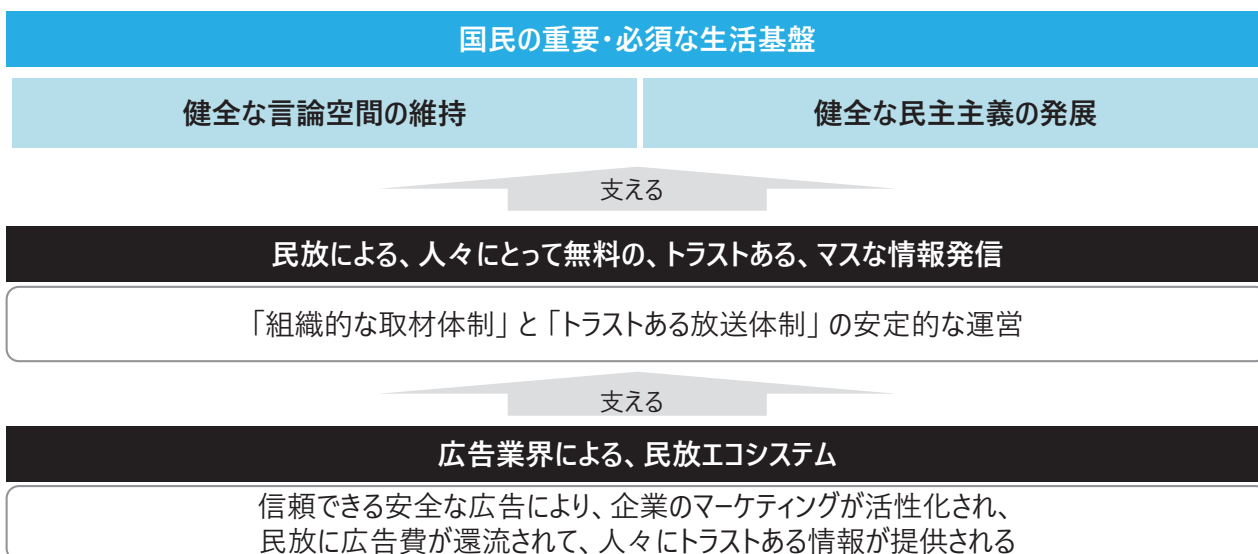 国民の重要・必須な生活基盤
健全な言論空間の維持
健全な民主主義の発展
支える
民放による、人々にとって無料の、トラストある、マスな情報発信
「組織的な取材体制」と「トラストある放送体制」の安定的な運営
支える
広告業界による、民放エコシステム
信頼できる安全な広告により、企業のマーケティングが活性化され、
民放に広告費が還流されて、人々にトラストある情報が提供される